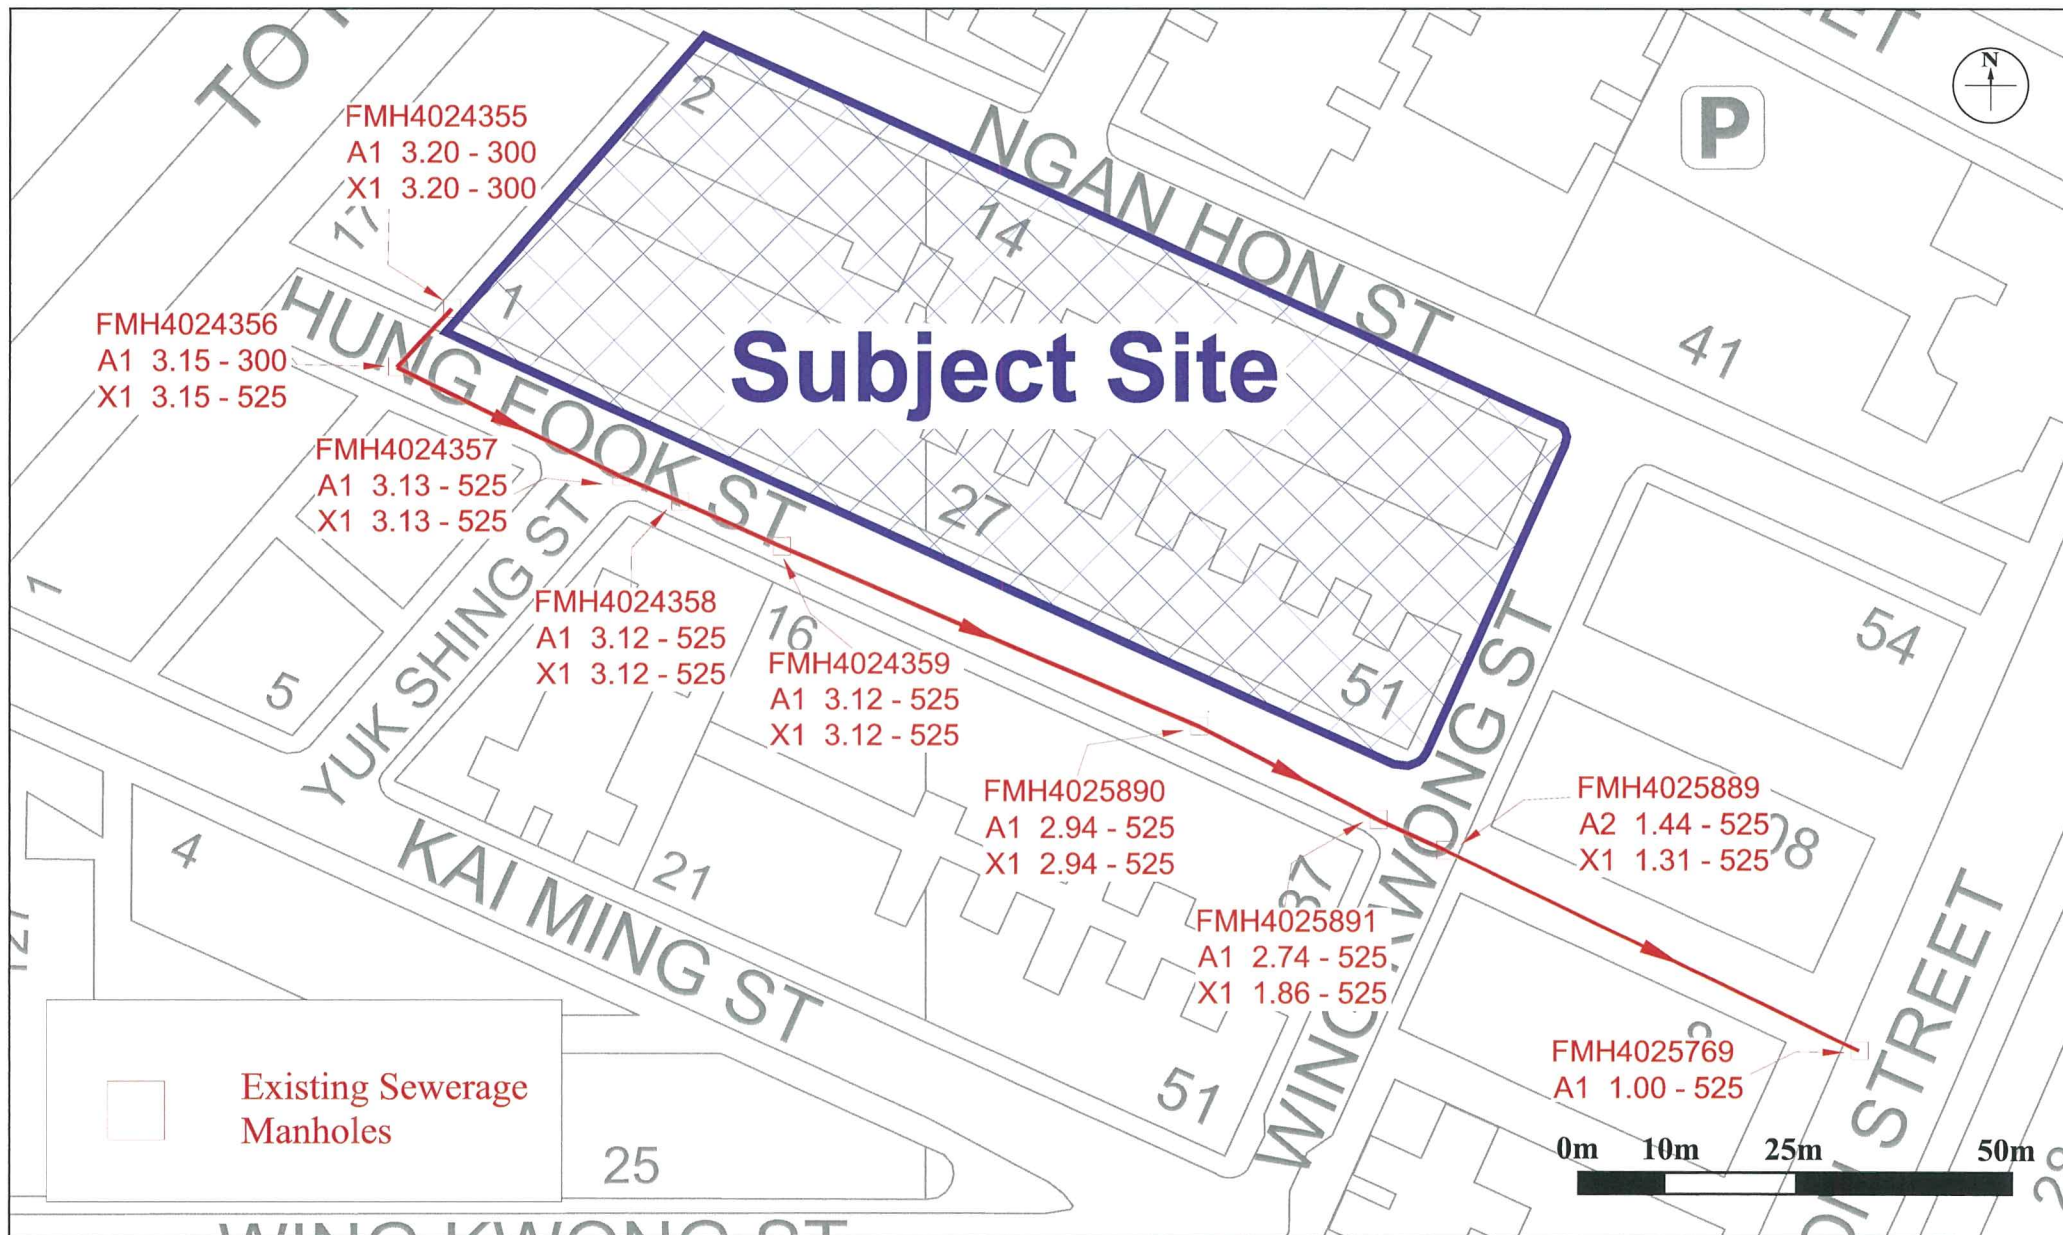 TO
ET
N
P
2
FMH4024355
A1 3.20 - 300
X1 3.20 - 300
17
NGAN HON ST
14
1
HUNG FOOK ST
FMH4024356
A1 3.15 - 300
X1 3.15 - 525
Subject Site
41
FMH4024357
A1 3.13 - 525
X1 3.13 - 525
27
YUK SHING ST
1
5
FMH4024358
A1 3.12 - 525
X1 3.12 - 525
16
FMH4024359
A1 3.12 - 525
X1 3.12 - 525
51
54
WONG ST
FMH4025890
A1 2.94 - 525
X1 2.94 - 525
FMH4025889
A2 1.44 - 525
X1 1.31 - 525
4
KAI MING ST
21
37
FMH4025891
A1 2.74 - 525
X1 1.86 - 525
WING
STREET
FMH4025769
A1 1.00 - 525
51
Existing Sewerage
Manholes
25
0m 10m 25m 50m
WING KWONG ST